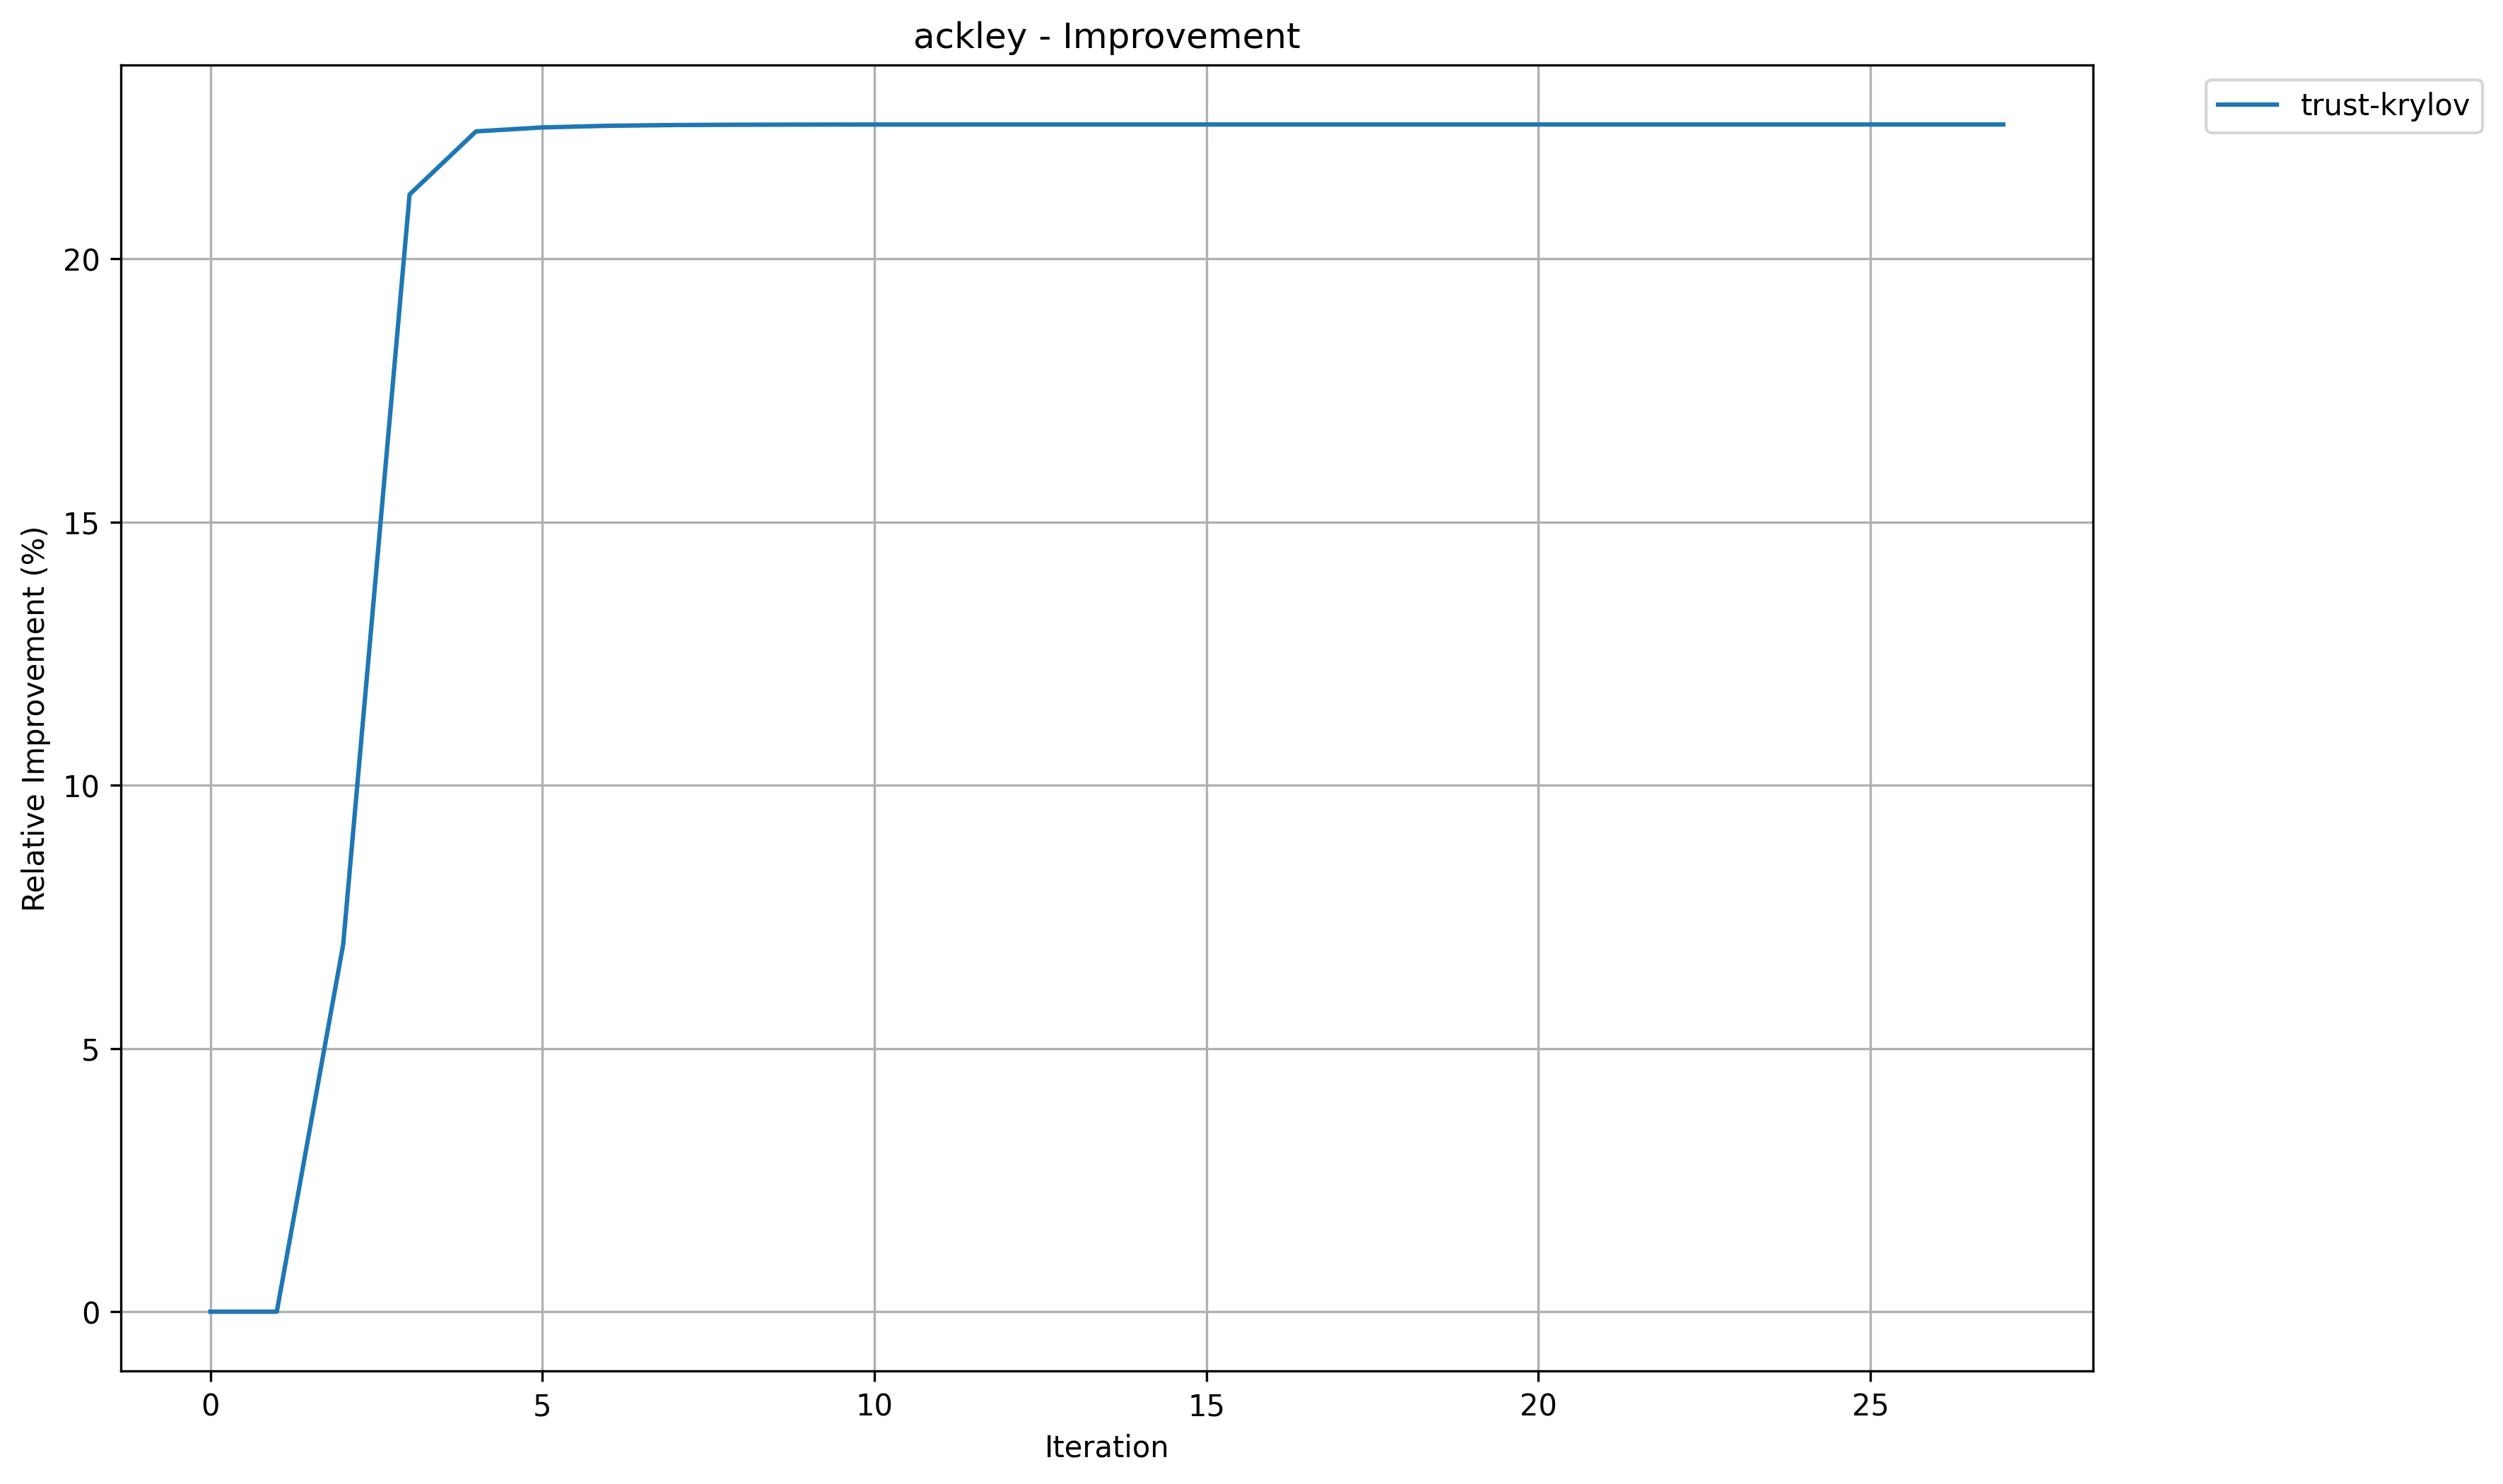 ackley - Improvement
trust-krylov
Relative Improvement (%)
20
15
10
5
0
0 5 10 15 20 25
Iteration